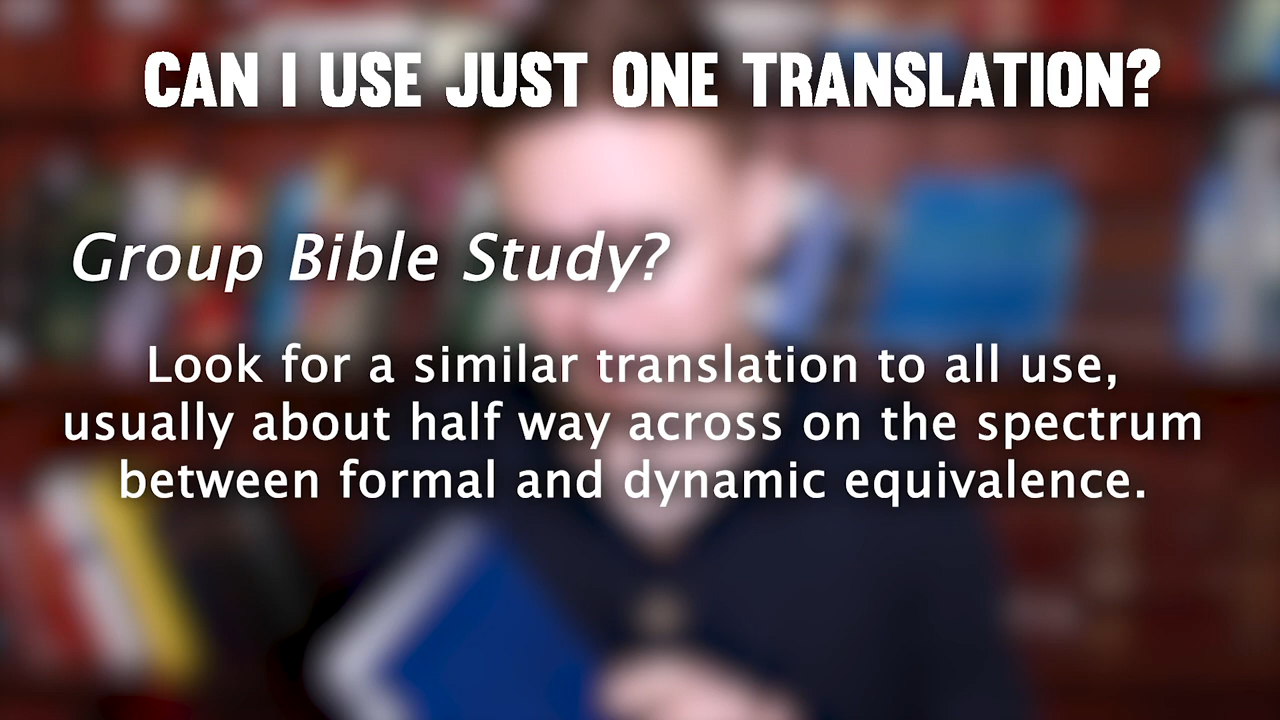 CAN I USE JUST ONE TRANSLATION?
Group Bible Study?
Look for a similar translation to all use,
usually about half way across on the spectrum
between formal and dynamic equivalence.